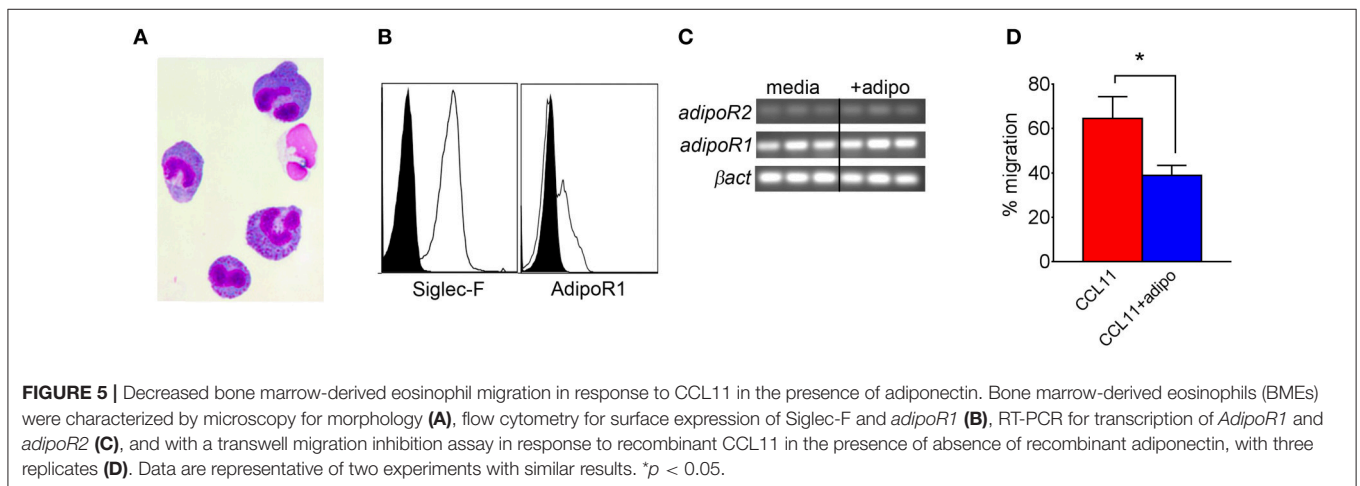 A
B
C
D
Siglec-F
AdipoR1
media
+adipo
adipoR2
adipoR1
βact
*
% migration
80
60
40
20
0
CCL11
CCL11+adipo
FIGURE 5 | Decreased bone marrow-derived eosinophil migration in response to CCL11 in the presence of adiponectin. Bone marrow-derived eosinophils (BMEs)
were characterized by microscopy for morphology (A), flow cytometry for surface expression of Siglec-F and adipoR1 (B), RT-PCR for transcription of AdipoR1 and
adipoR2 (C), and with a transwell migration inhibition assay in response to recombinant CCL11 in the presence of absence of recombinant adiponectin, with three
replicates (D). Data are representative of two experiments with similar results. *p < 0.05.